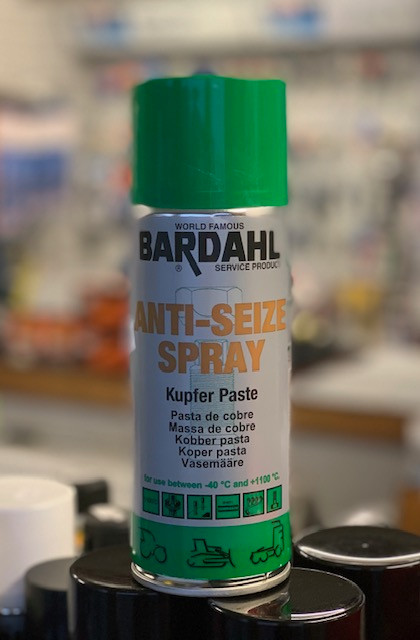 WORLD FAMOUS
BARDAHL
® SERVICE PRODUCT
ANTI-SEIZE
SPRAY
Kupfer Paste
Pasta de cobre
Massa de cobre
Kobber pasta
Koper pasta
Vasemääre
for use between -40 °C and +1100 °C.